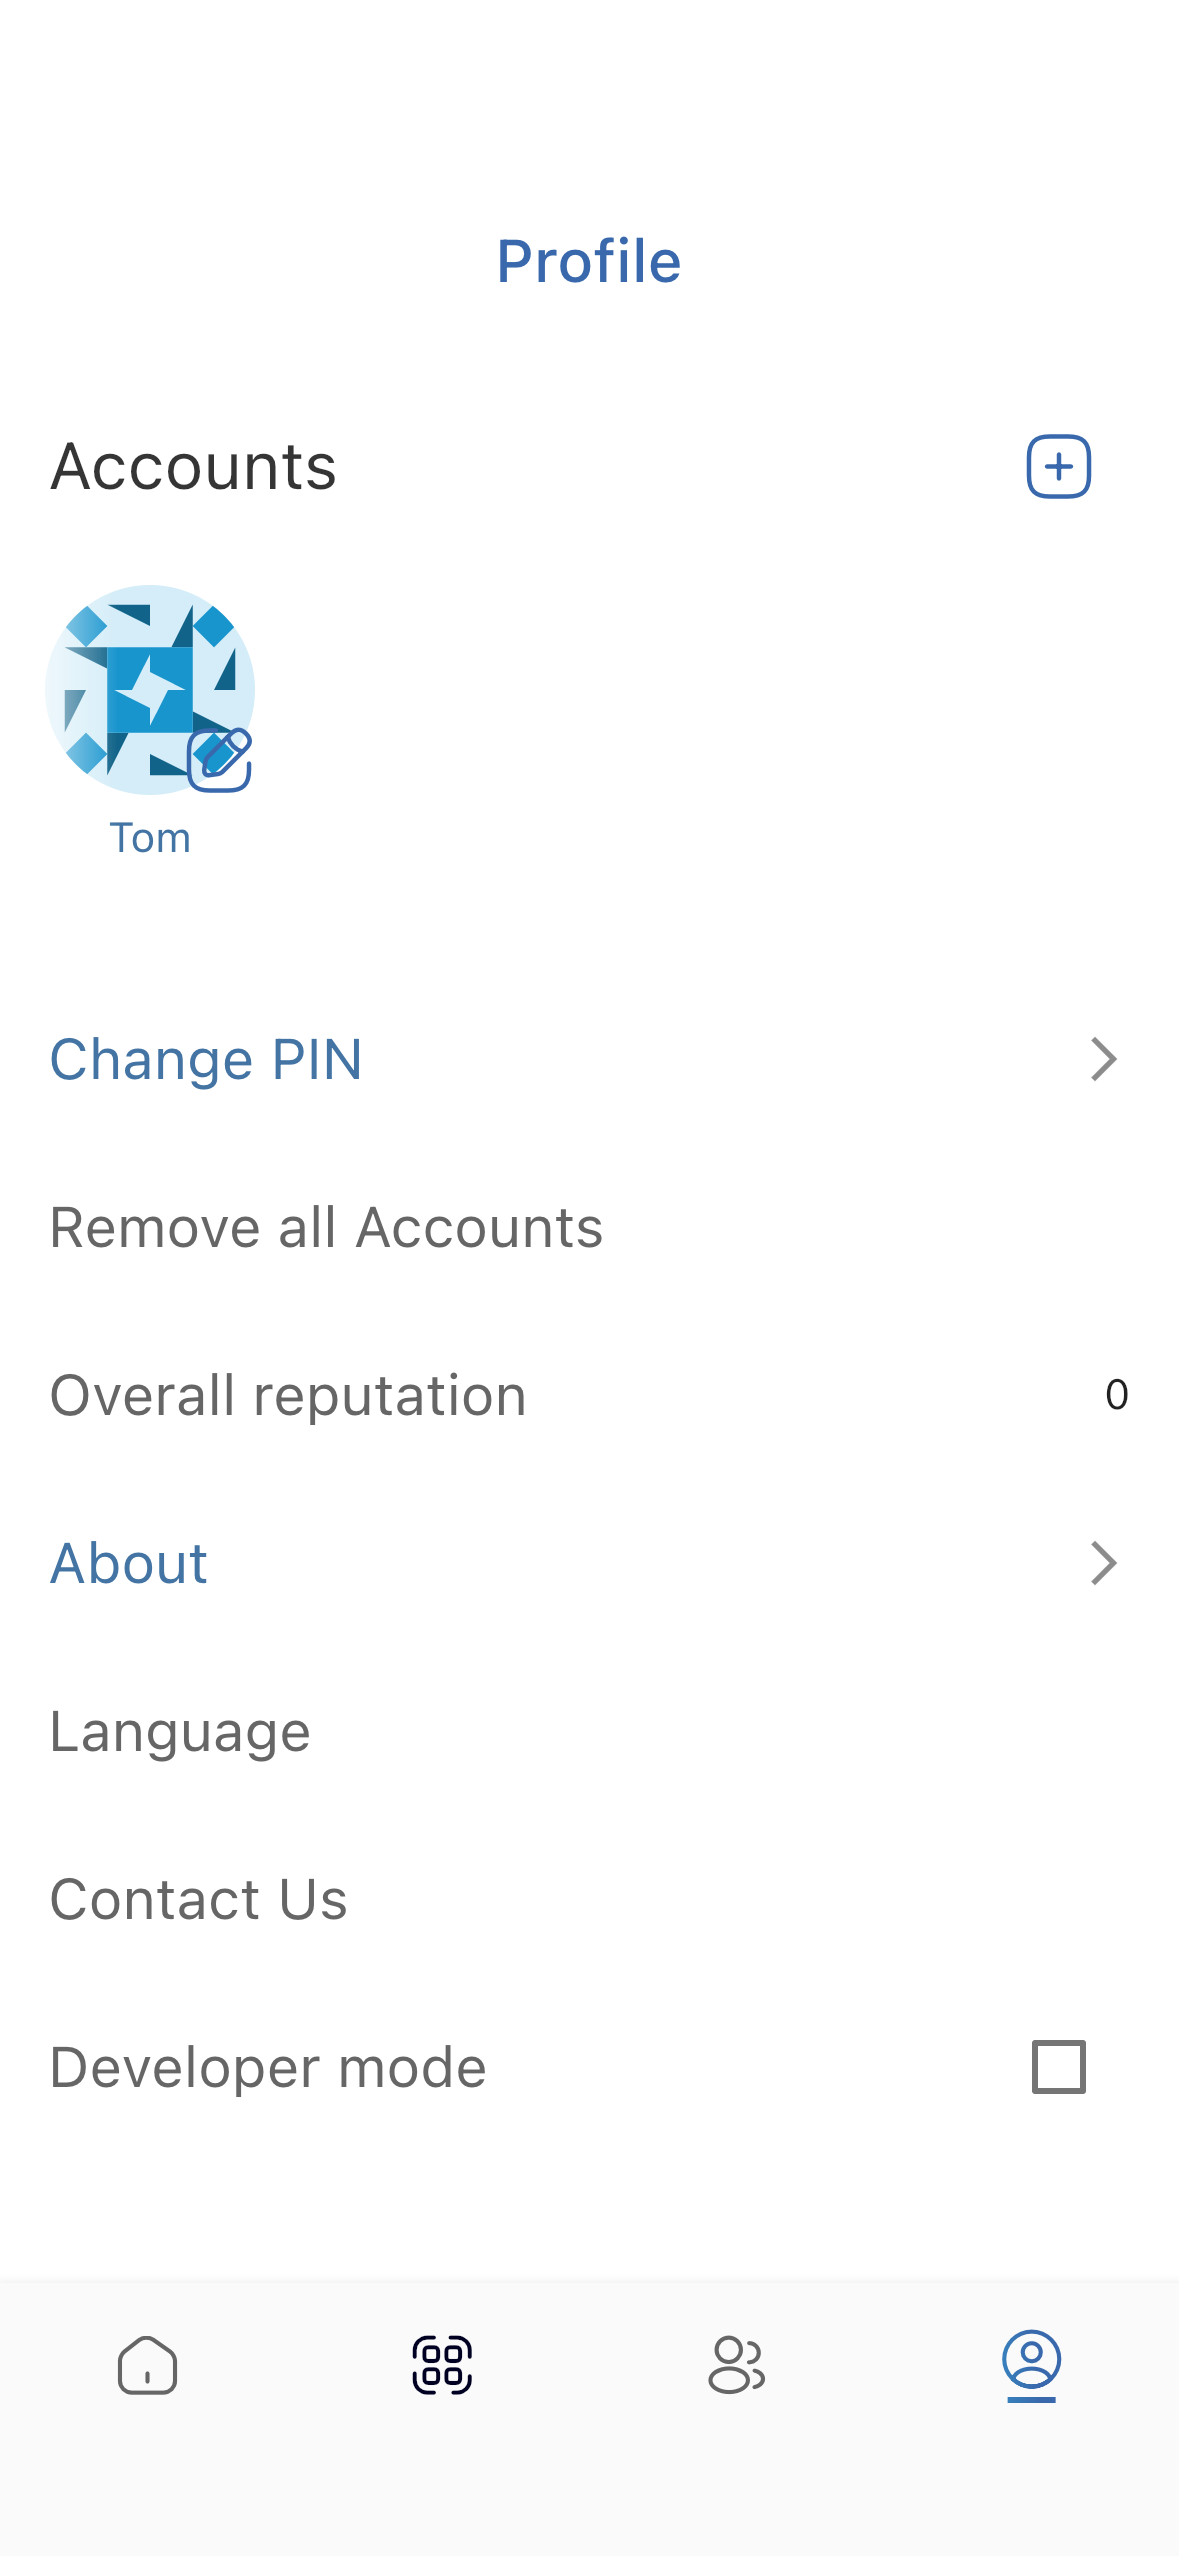 Profile
Accounts
Tom
Change PIN
Remove all Accounts
Overall reputation 0
About
Language
Contact Us
Developer mode